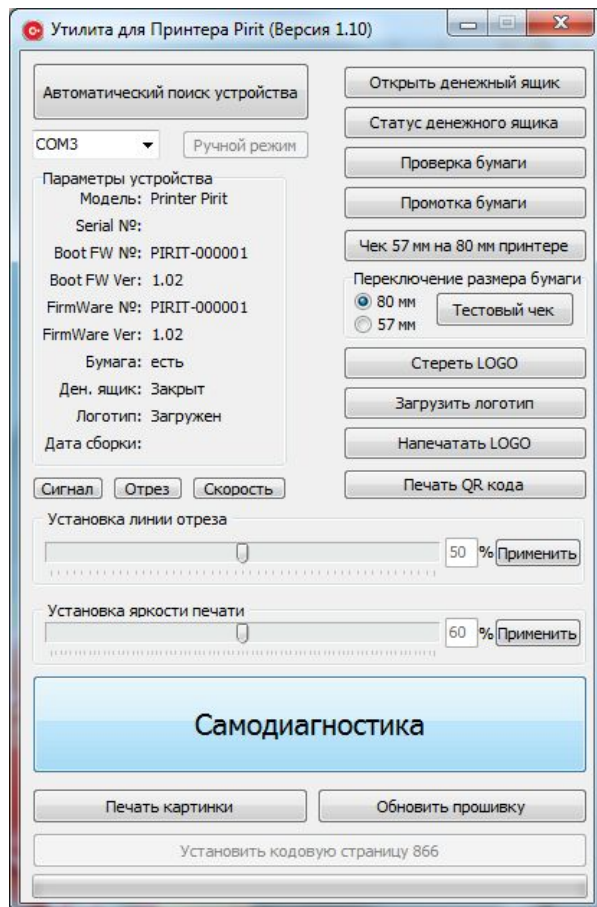 Утилита для Принтера Pirit (Версия 1.10)
Автоматический поиск устройства
COM3
Ручной режим
Параметры устройства
Модель: Printer Pirit
Serial №:
Boot FW №: PIRIT-000001
Boot FW Ver: 1.02
FirmWare №: PIRIT-000001
FirmWare Ver: 1.02
Бумага: есть
Ден. ящик: Закрыт
Логотип: Загружен
Дата сборки:
Сигнал
Отрез
Скорость
Открыть денежный ящик
Статус денежного ящика
Проверка бумаги
Промотка бумаги
Чек 57 мм на 80 мм принтере
Переключение размера бумаги
80 мм
57 мм
Тестовый чек
Стереть LOGO
Загрузить логотип
Напечатать LOGO
Печать QR кода
Установка линии отреза
50 % Применить
Установка яркости печати
60 % Применить
Самодиагностика
Печать картинки
Обновить прошивку
Установить кодовую страницу 866